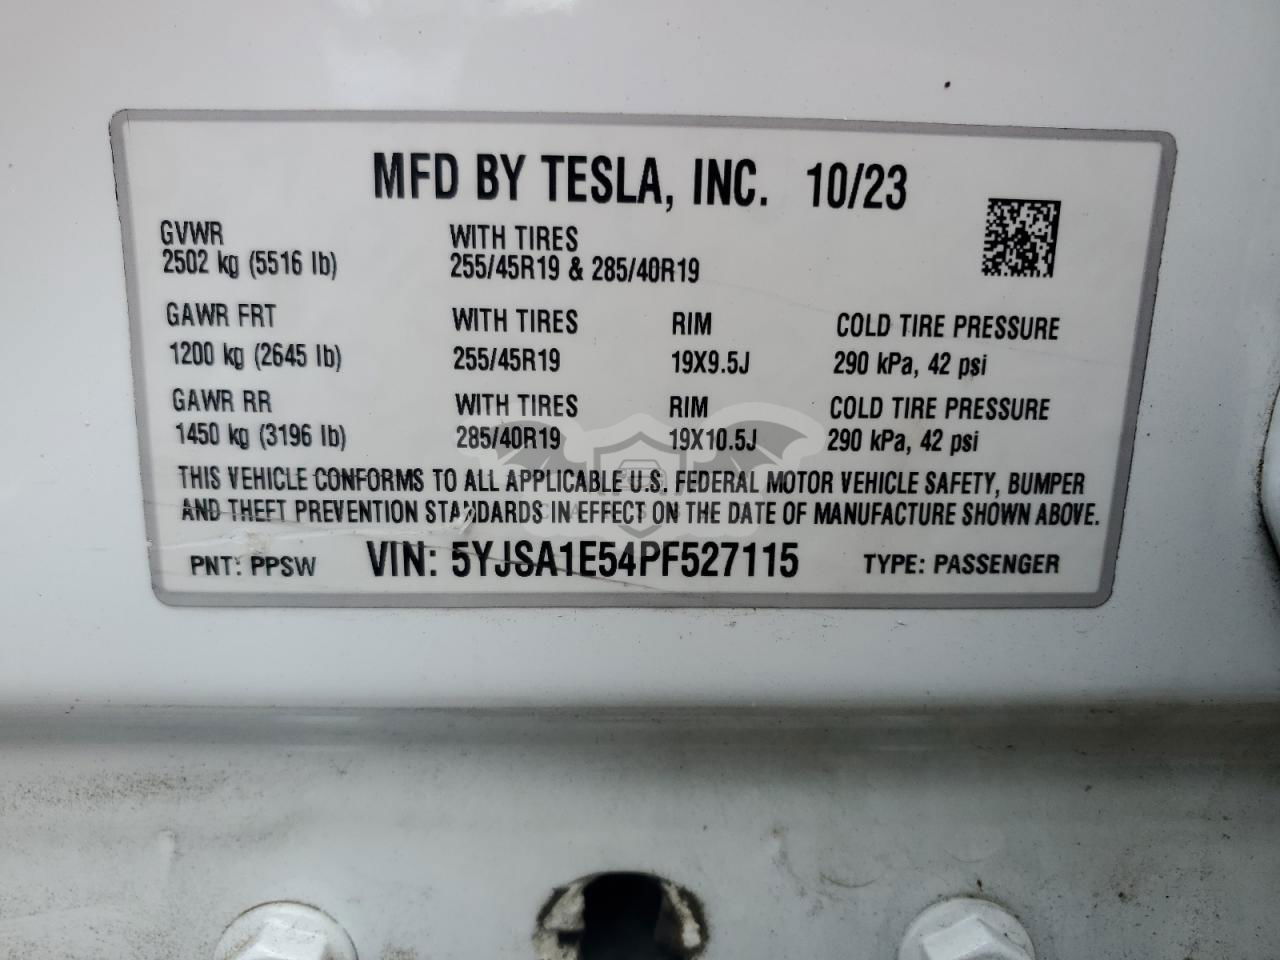 MFD BY TESLA, INC. 10/23
GVWR WITH TIRES
2502 kg (5516 lb) 255/45R19 & 285/40R19
GAWR FRT WITH TIRES RIM COLD TIRE PRESSURE
1200 kg (2645 lb) 255/45R19 19X9.5J 290 kPa, 42 psi
GAWR RR WITH TIRES RIM COLD TIRE PRESSURE
1450 kg (3196 lb) 285/40R19 19X10.5J 290 kPa, 42 psi
THIS VEHICLE CONFORMS TO ALL APPLICABLE U.S. FEDERAL MOTOR VEHICLE SAFETY, BUMPER
AND THEFT PREVENTION STANDARDS IN EFFECT ON THE DATE OF MANUFACTURE SHOWN ABOVE.
PNT: PPSW VIN: 5YJSA1E54PF527115 TYPE: PASSENGER